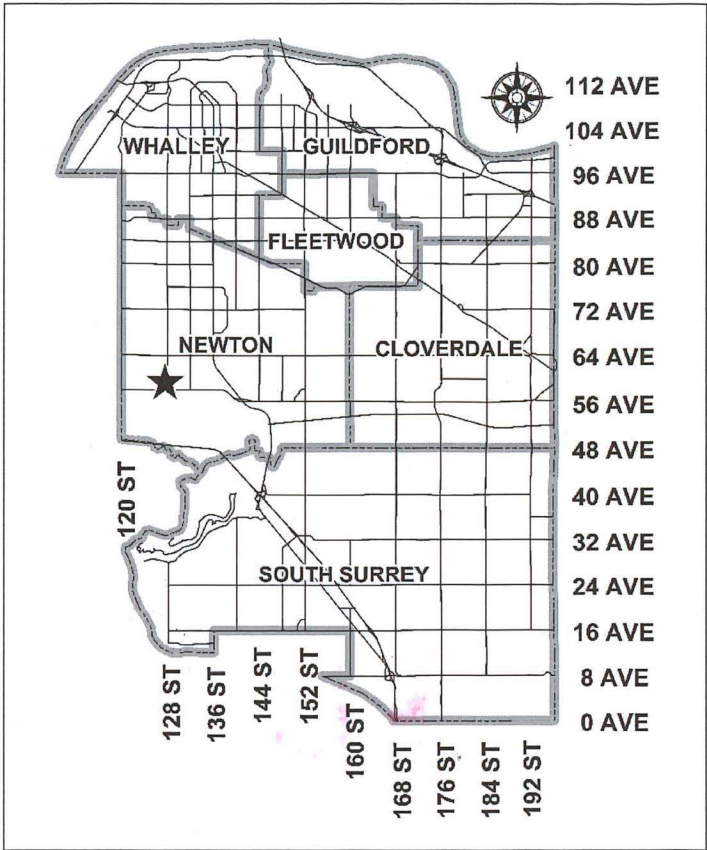 112 AVE
104 AVE
WHALLEY
GUILDFORD
96 AVE
88 AVE
FLEETWOOD
80 AVE
72 AVE
NEWTON
CLOVERDALE
64 AVE
56 AVE
48 AVE
120 ST
40 AVE
32 AVE
SOUTH SURREY
24 AVE
16 AVE
128 ST
136 ST
144 ST
152 ST
8 AVE
160 ST
0 AVE
168 ST
176 ST
184 ST
192 ST